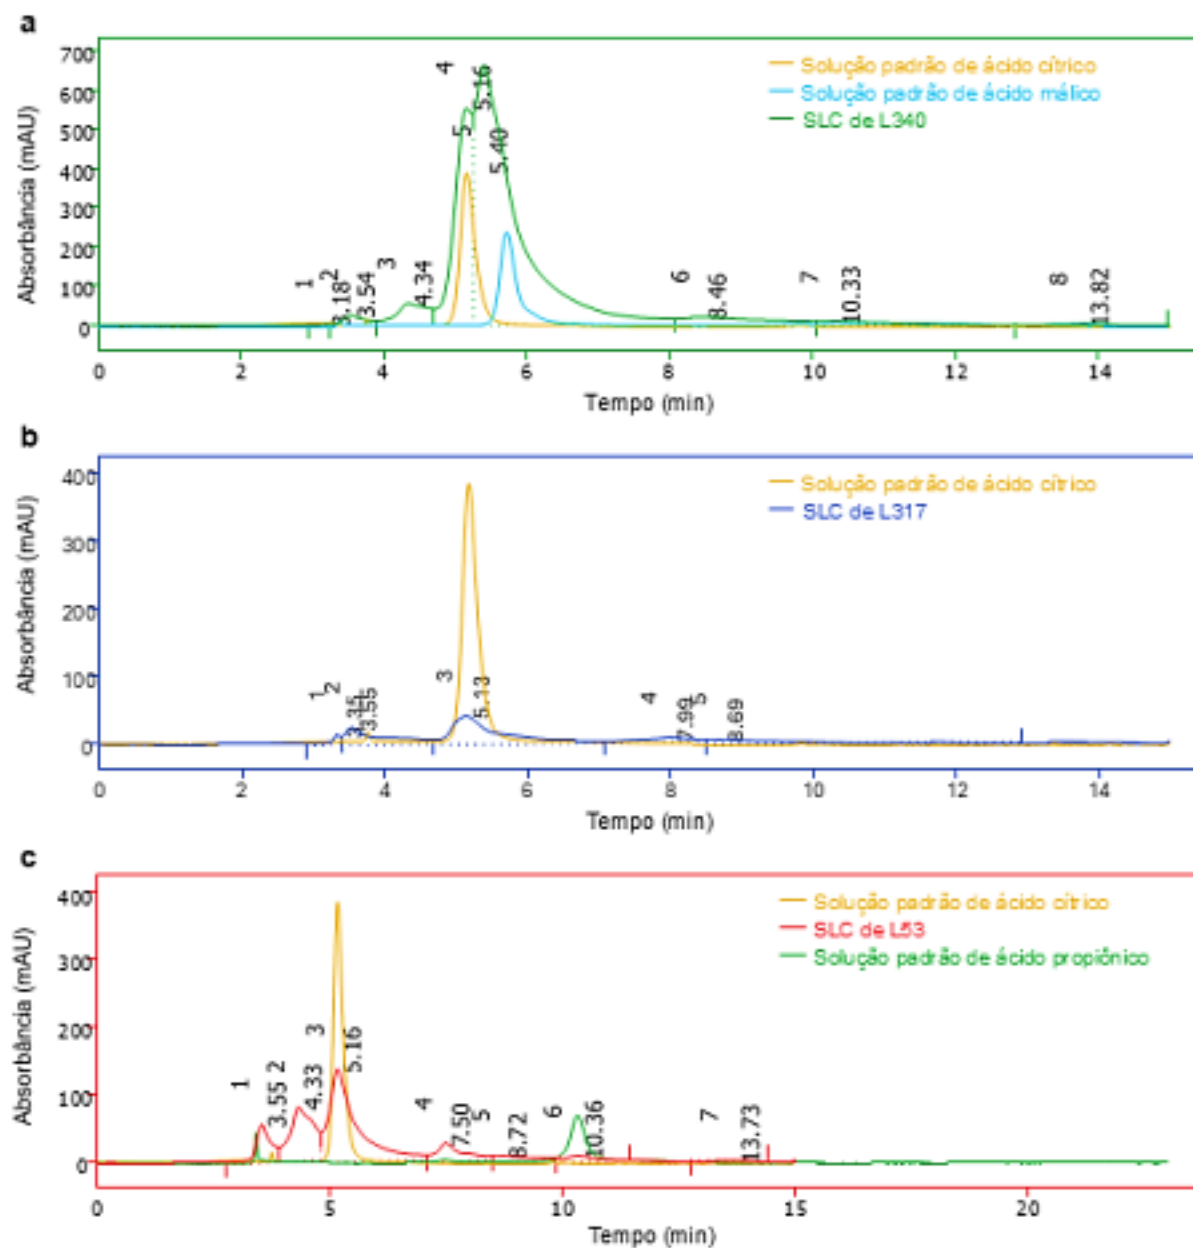 a
700
600
500
400
300
200
100
0
Absorbância (mAU)
Solução padrão de ácido cítrico
Solução padrão de ácido málico
SLC de L340
1
3.18
2
3.54
3
4.34
4
5.16
5
5.40
6
8.46
7
10.33
8
13.82
0 2 4 6 8 10 12 14
Tempo (min)
b
400
300
200
100
0
Absorbância (mAU)
Solução padrão de ácido cítrico
SLC de L317
1
3.35
2
3.55
3
5.13
4
7.99
5
8.69
0 2 4 6 8 10 12 14
Tempo (min)
c
400
300
200
100
0
Absorbância (mAU)
Solução padrão de ácido cítrico
SLC de L53
Solução padrão de ácido propiônico
1
3.55
2
4.33
3
5.16
4
7.50
5
8.72
6
10.36
7
13.73
0 5 10 15 20
Tempo (min)